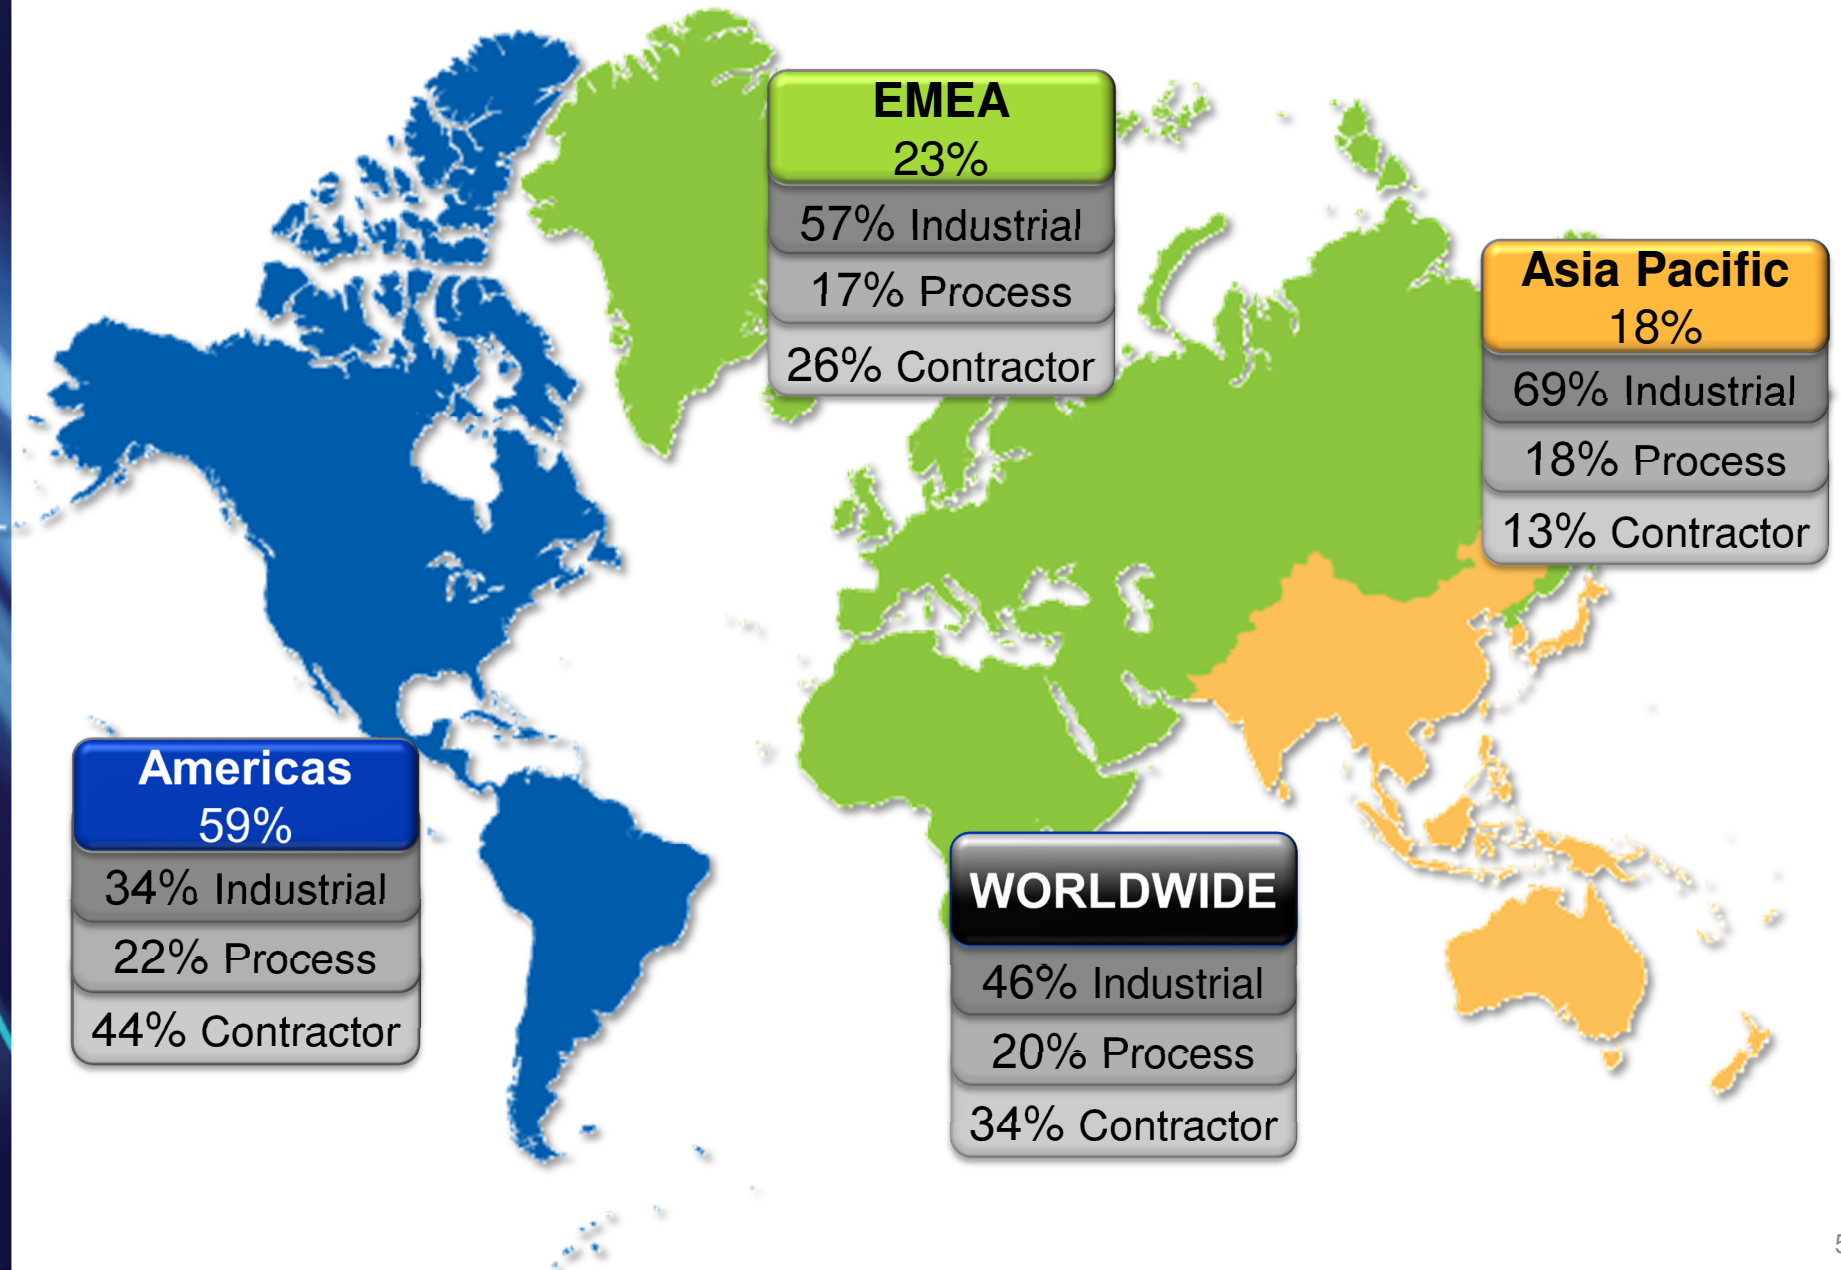 EMEA
23%
57% Industrial
17% Process
26% Contractor
Asia Pacific
18%
69% Industrial
18% Process
13% Contractor
Americas
59%
34% Industrial
22% Process
44% Contractor
WORLDWIDE
46% Industrial
20% Process
34% Contractor
5